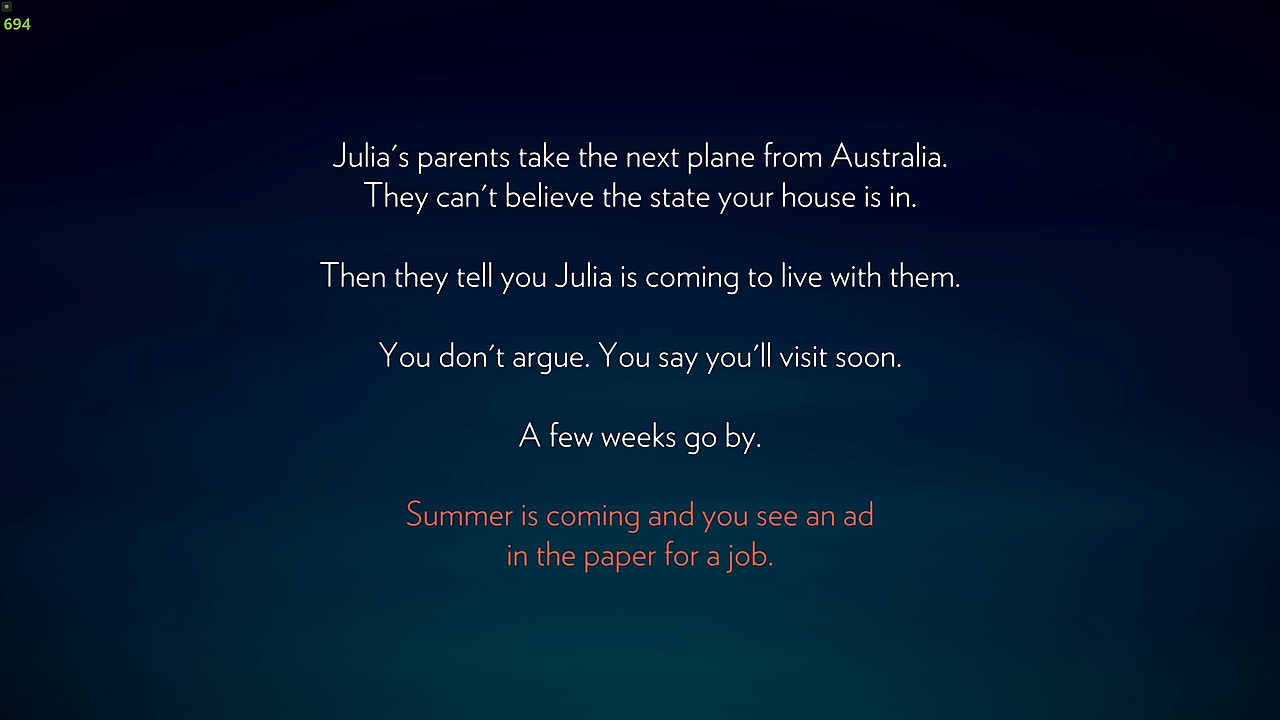 694
Julia's parents take the next plane from Australia.
They can't believe the state your house is in.
Then they tell you Julia is coming to live with them.
You don't argue. You say you'll visit soon.
A few weeks go by.
Summer is coming and you see an ad
in the paper for a job.